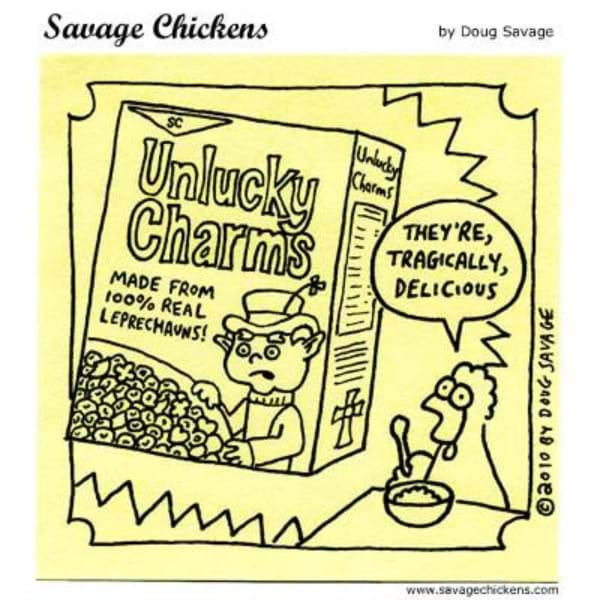 Savage Chickens
by Doug Savage
SC
Unlucky
Charms
MADE FROM
100% REAL
LEPRECHAUNS!
Unlucky
Charms
THEY'RE,
TRAGICALLY,
DELICIOUS
©2010 BY DOUG SAVAGE
www.savagechickens.com